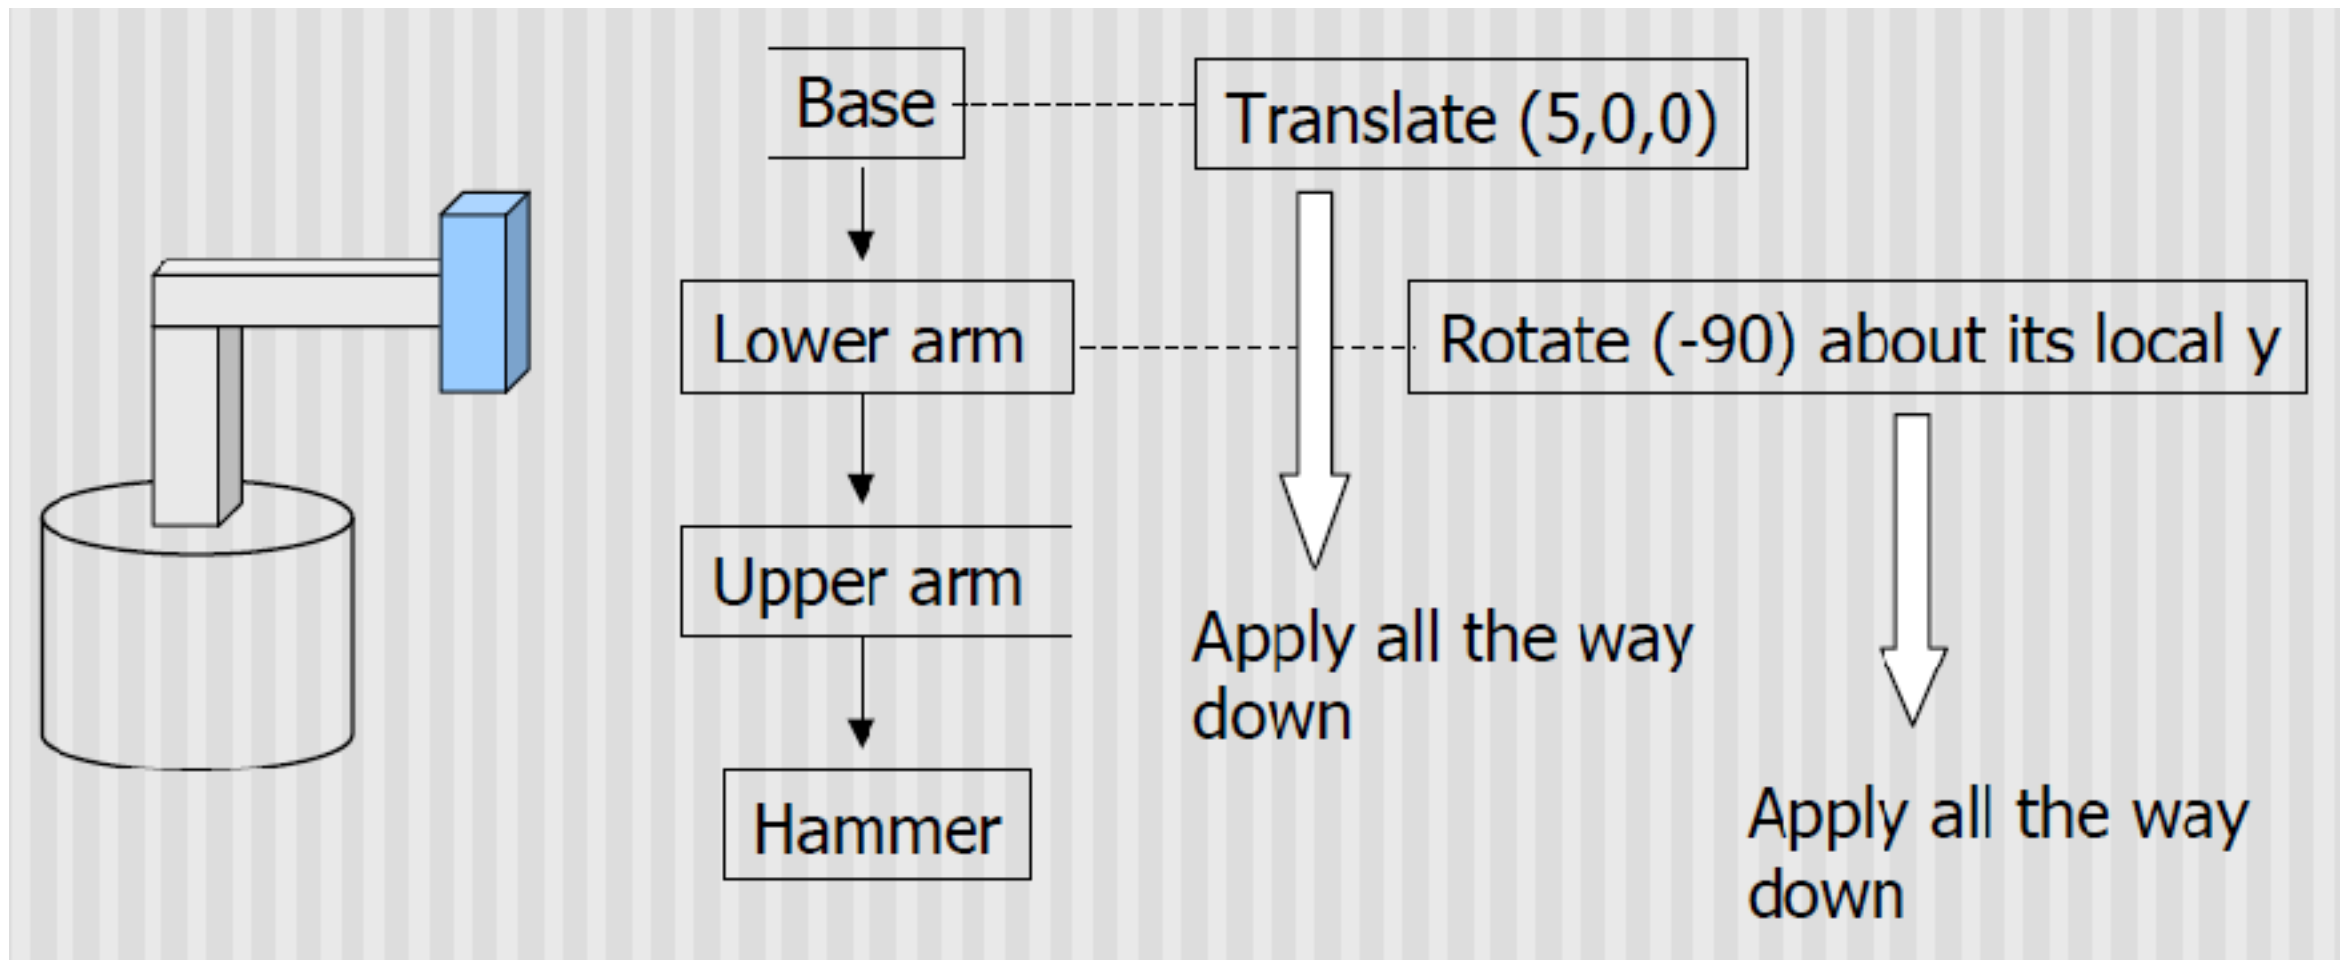 Base
Translate (5,0,0)
Lower arm
Rotate (-90) about its local y
Upper arm
Apply all the way
down
Hammer
Apply all the way
down